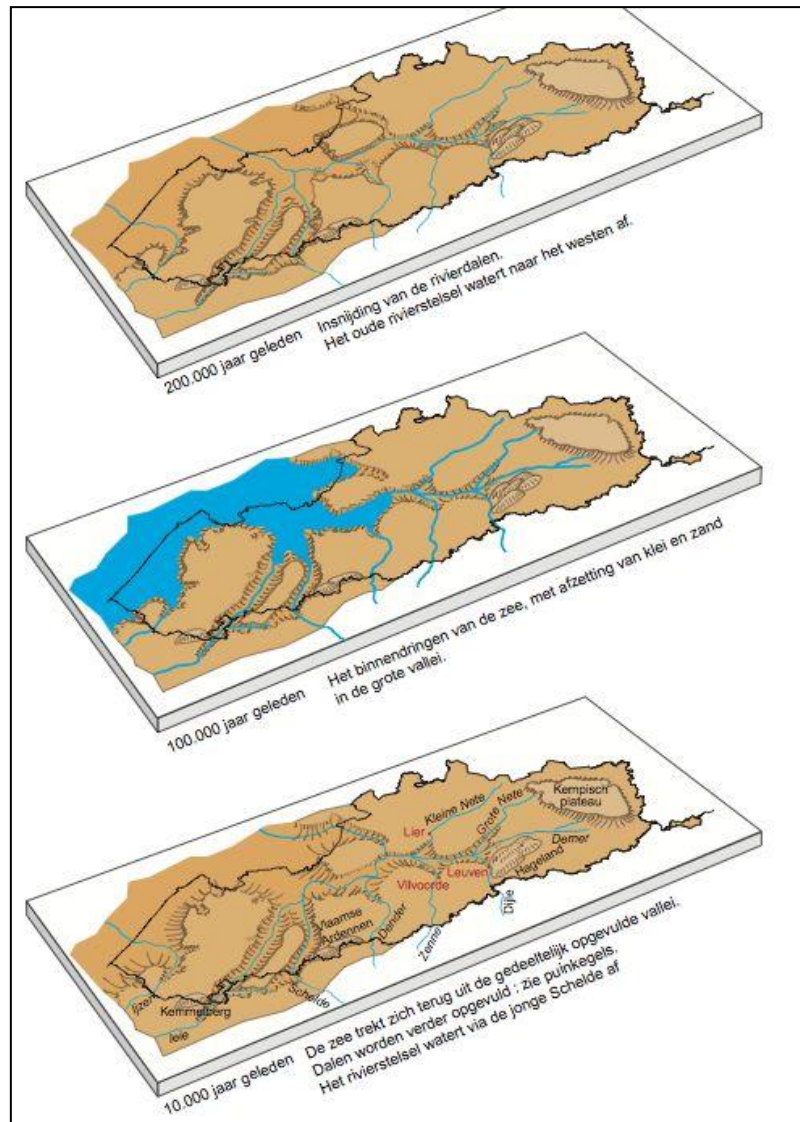 200.000 jaar geleden Insnijding van de rivierdalen.
Het oude rivierstelsel watert naar het westen af.
100.000 jaar geleden Het binnendringen van de zee, met afzetting van klei en zand
in de grote vallei.
Kempisch
plateau
Kleine Nete
Grote Nete
Lier
Demer
Hageland
Leuven
Vilvoorde
Dijle
Vlaamse
Ardennen
Dender
Zenne
Schelde
Ijzer
Kemmelberg
leie
10.000 jaar geleden De zee trekt zich terug uit de gedeeltelijk opgevulde vallei.
Dalen worden verder opgevuld ; zie puinkegels.
Het rivierstelsel watert via de jonge Schelde af